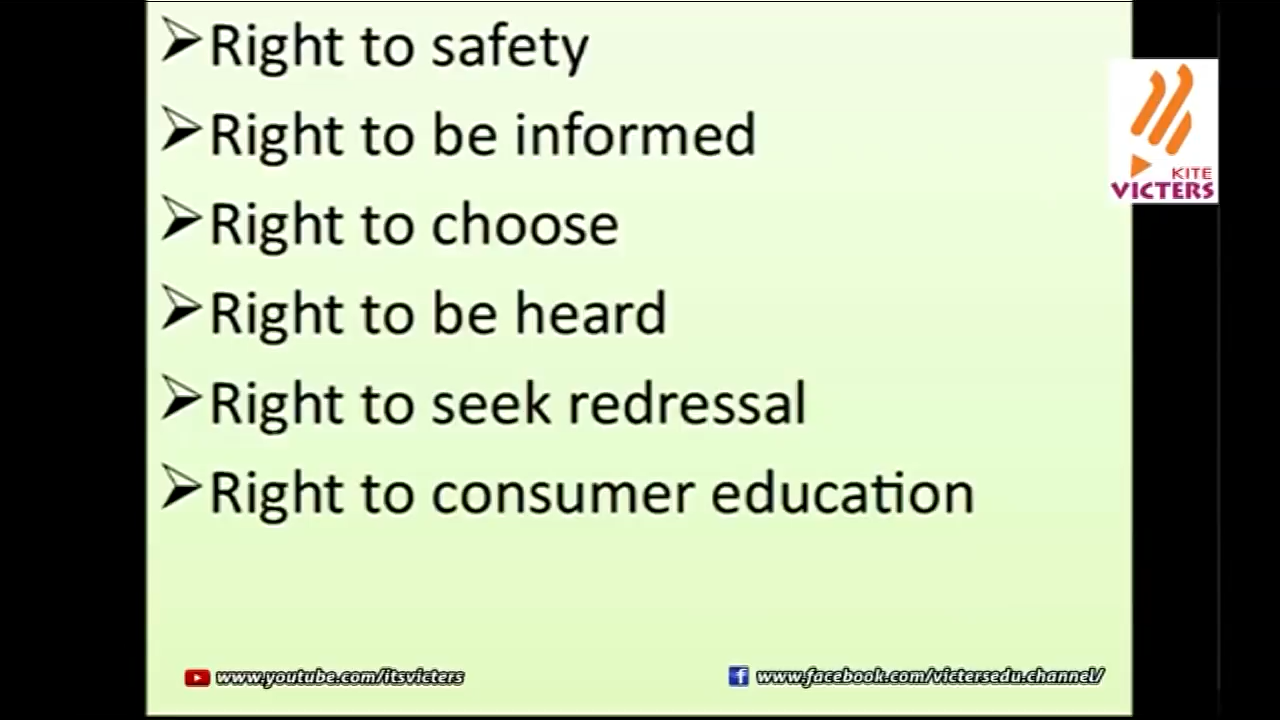 Right to safety
Right to be informed
Right to choose
Right to be heard
Right to seek redressal
Right to consumer education
KITE
VICTERS
www.youtube.com/itsvicters
www.facebook.com/victersedu.channel/